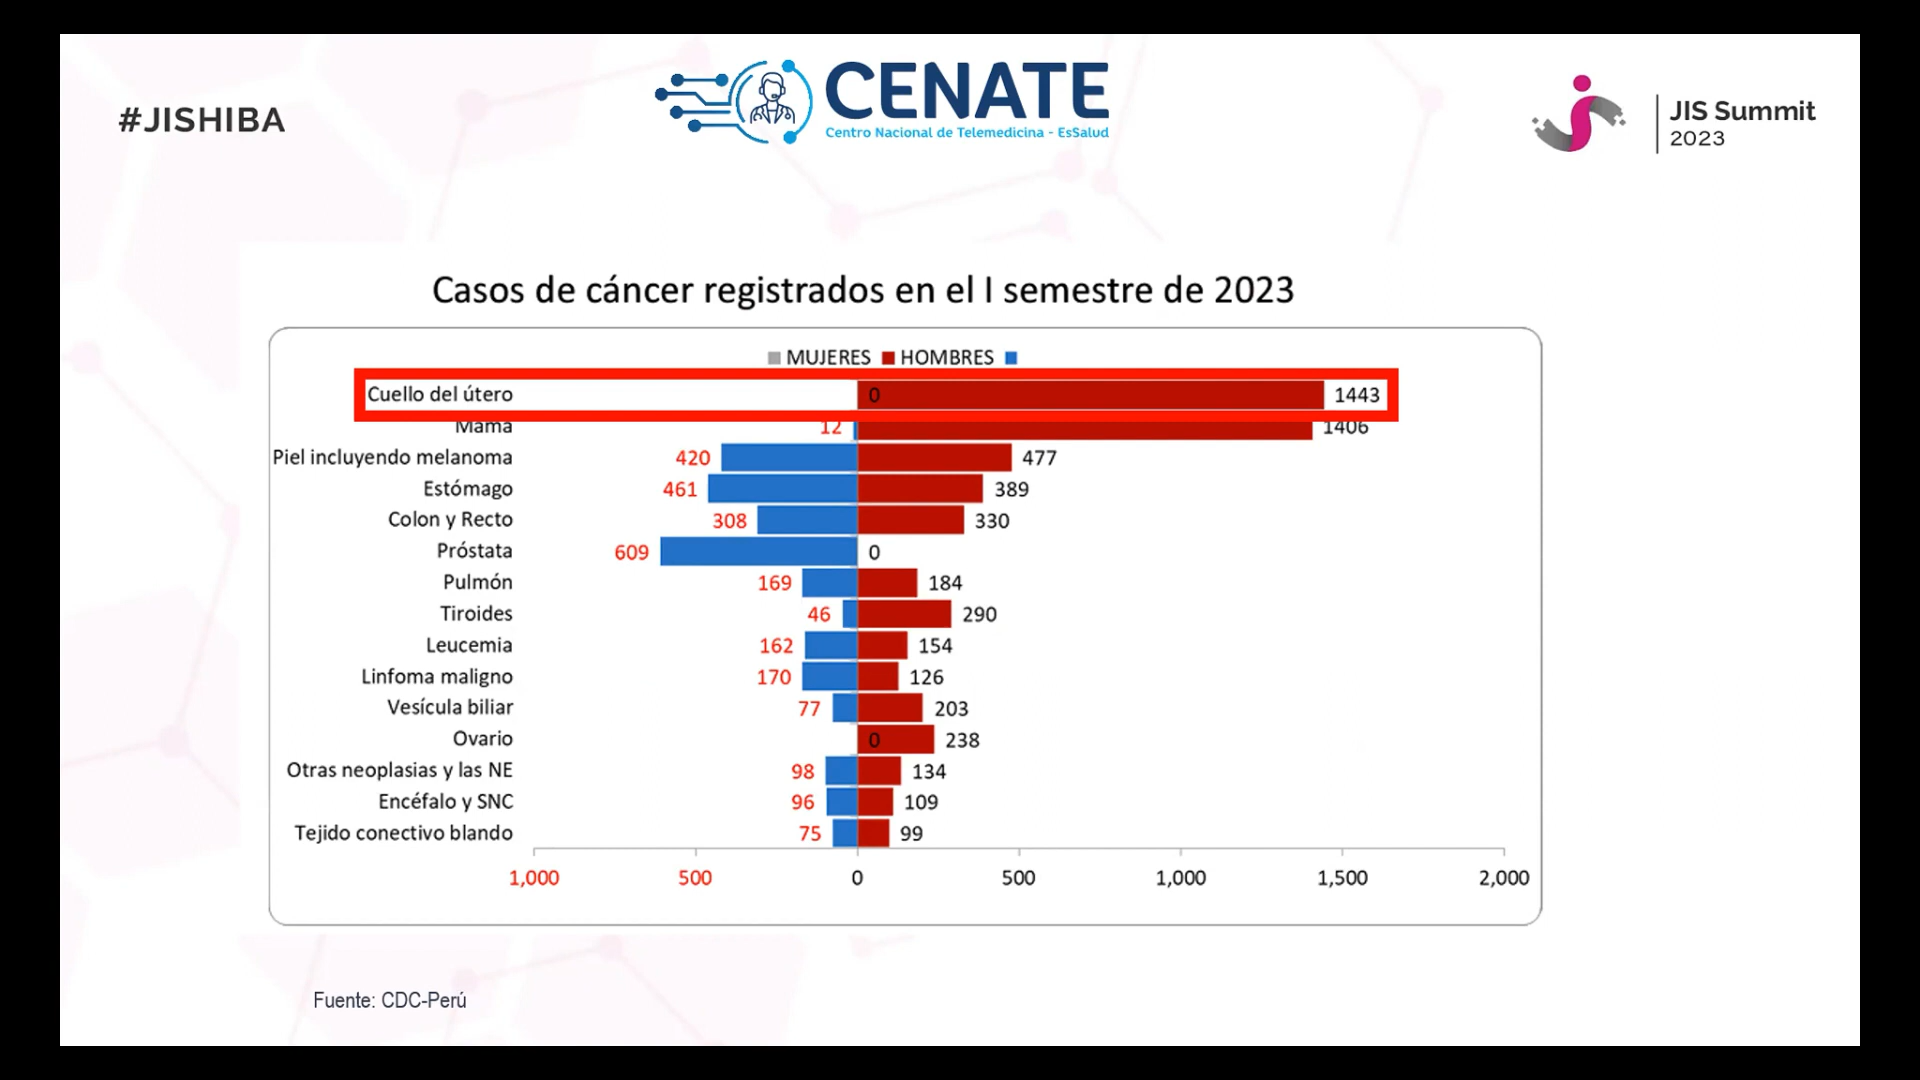 #JISHIBA
CENATE
Centro Nacional de Telemedicina - EsSalud
JIS Summit
2023
Casos de cáncer registrados en el I semestre de 2023
MUJERES HOMBRES
Cuello del útero 0 1443
Mama 12 1406
Piel incluyendo melanoma 420 477
Estómago 461 389
Colon y Recto 308 330
Próstata 609 0
Pulmón 169 184
Tiroides 46 290
Leucemia 162 154
Linfoma maligno 170 126
Vesícula biliar 77 203
Ovario 0 238
Otras neoplasias y las NE 98 134
Encéfalo y SNC 96 109
Tejido conectivo blando 75 99
1,000 500 0 500 1,000 1,500 2,000
Fuente: CDC-Perú